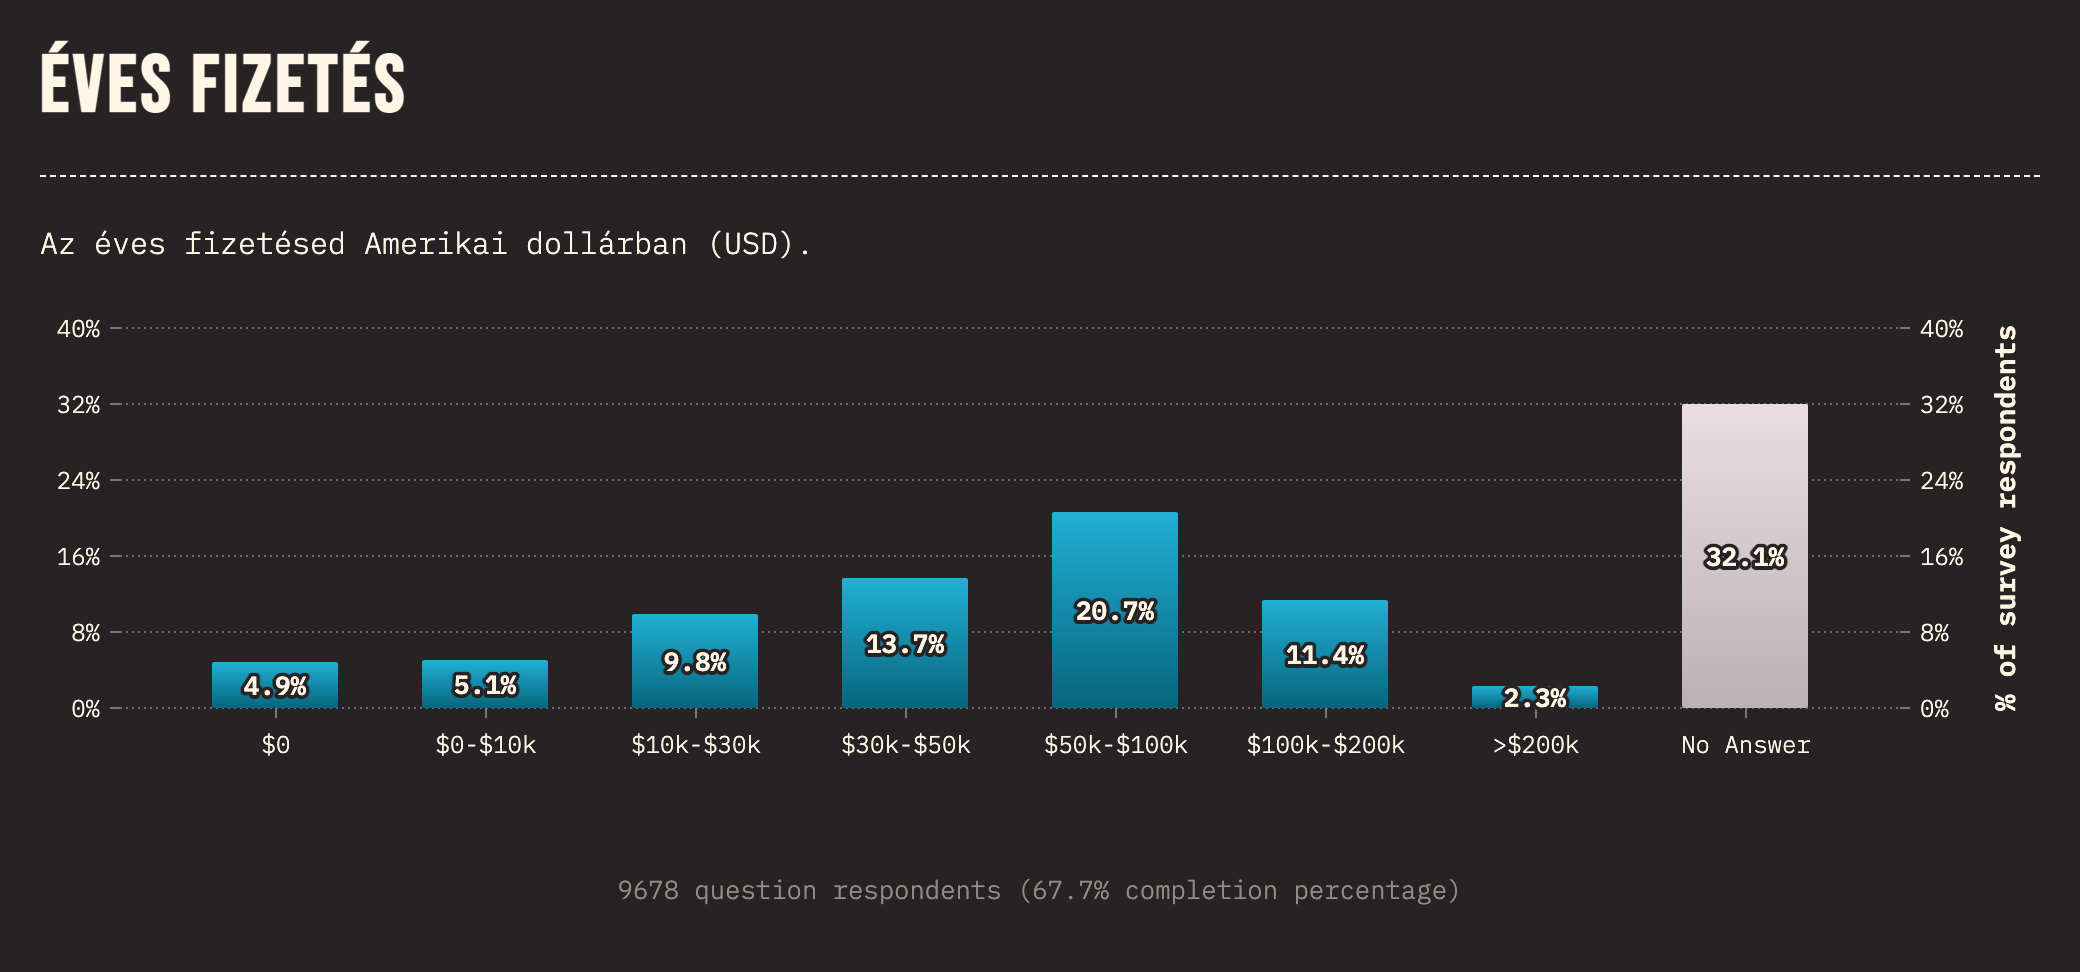 ÉVES FIZETÉS
Az éves fizetésed Amerikai dollárban (USD).
40% 40%
32% 32%
24% 24%
16% 16%
8% 8%
0% 0%
4.9% 5.1% 9.8% 13.7% 20.7% 11.4% 2.3% 32.1%
$0 $0-$10k $10k-$30k $30k-$50k $50k-$100k $100k-$200k >$200k No Answer
% of survey respondents
9678 question respondents (67.7% completion percentage)